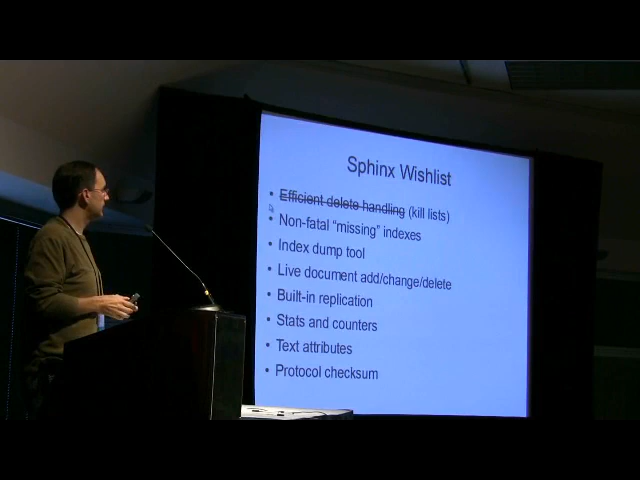 Sphinx Wishlist
• Efficient delete handling (kill lists)
• Non-fatal “missing” indexes
• Index dump tool
• Live document add/change/delete
• Built-in replication
• Stats and counters
• Text attributes
• Protocol checksum